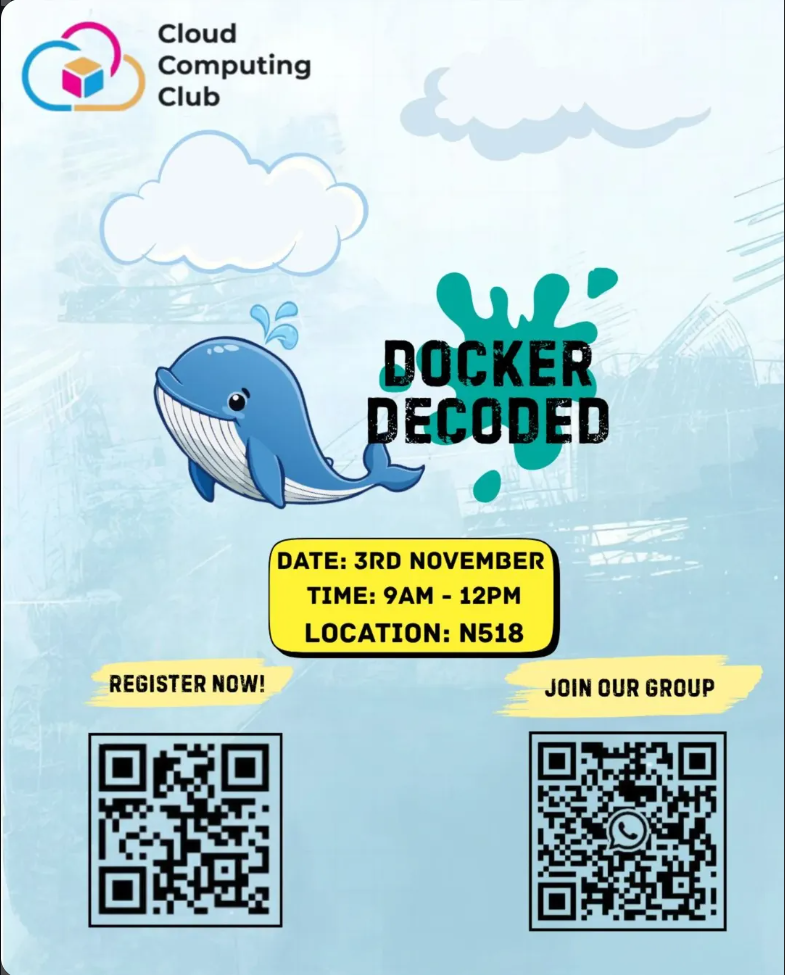 Cloud
Computing
Club
DOCKER
DECODED
DATE: 3RD NOVEMBER
TIME: 9AM - 12PM
LOCATION: N518
REGISTER NOW!
JOIN OUR GROUP